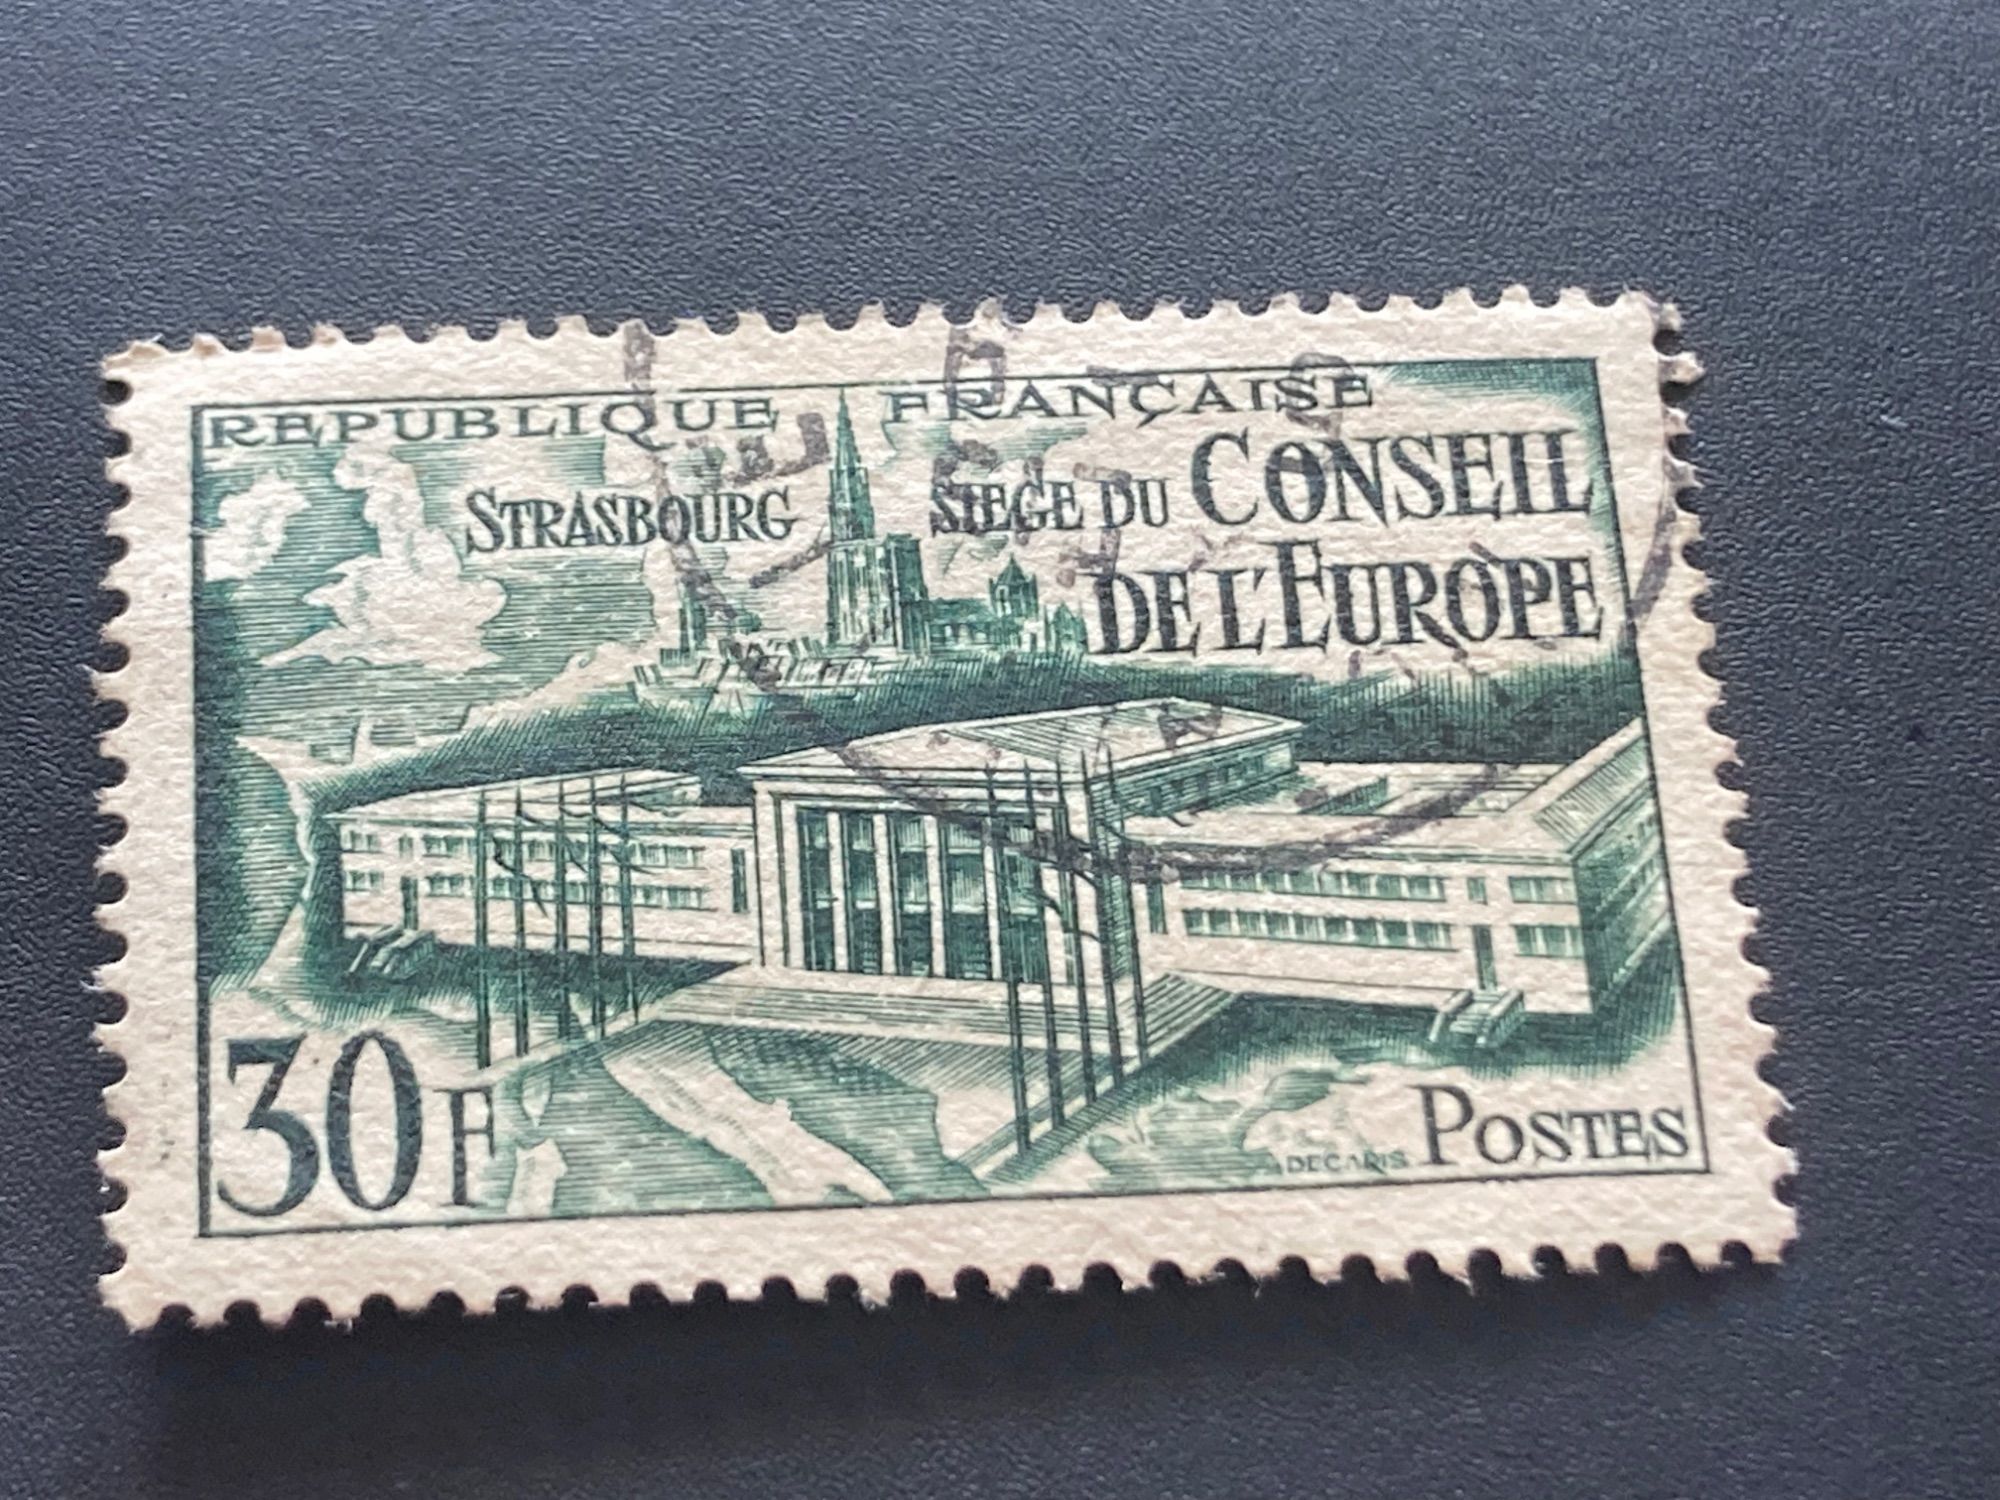 REPUBLIQUE FRANÇAISE
STRASBOURG SIEGE DU CONSEIL
DE L'EUROPE
30F
DECARIS POSTES